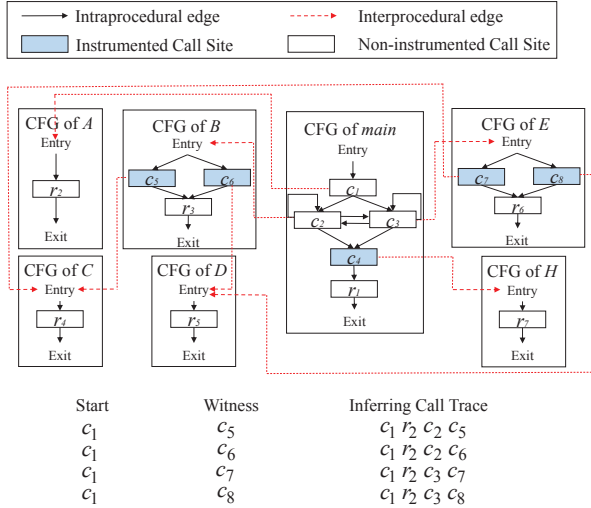 Intraprocedural edge Interprocedural edge
Instrumented Call Site Non-instrumented Call Site
CFG of A
Entry
r2
Exit
CFG of B
Entry
c5 c6
r3
Exit
CFG of main
Entry
c1
c2 c3
c4
r1
Exit
CFG of E
Entry
c7 c8
r6
Exit
CFG of C
Entry
r4
Exit
CFG of D
Entry
r5
Exit
CFG of H
Entry
r7
Exit
Start Witness Inferring Call Trace
c1 c5 c1 r2 c2 c5
c1 c6 c1 r2 c2 c6
c1 c7 c1 r2 c3 c7
c1 c8 c1 r2 c3 c8